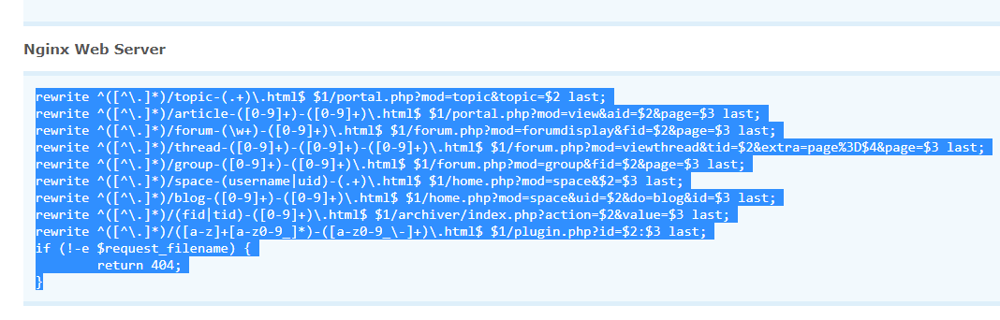 Nginx Web Server
rewrite ^([^\.]*)/topic-(.+)\.html$ $1/portal.php?mod=topic&topic=$2 last;
rewrite ^([^\.]*)/article-([0-9]+)-([0-9]+)\.html$ $1/portal.php?mod=view&aid=$2&page=$3 last;
rewrite ^([^\.]*)/forum-(\w+)-([0-9]+)\.html$ $1/forum.php?mod=forumdisplay&fid=$2&page=$3 last;
rewrite ^([^\.]*)/thread-([0-9]+)-([0-9]+)-([0-9]+)\.html$ $1/forum.php?mod=viewthread&tid=$2&extra=page%3D$4&page=$3 last;
rewrite ^([^\.]*)/group-([0-9]+)-([0-9]+)\.html$ $1/forum.php?mod=group&fid=$2&page=$3 last;
rewrite ^([^\.]*)/space-(username|uid)-(.+)\.html$ $1/home.php?mod=space&$2=$3 last;
rewrite ^([^\.]*)/blog-([0-9]+)-([0-9]+)\.html$ $1/home.php?mod=space&uid=$2&do=blog&id=$3 last;
rewrite ^([^\.]*)/(fid|tid)-([0-9]+)\.html$ $1/archiver/index.php?action=$2&value=$3 last;
rewrite ^([^\.]*)/([a-z]+[a-z0-9_]*)-([a-z0-9_\-]+)\.html$ $1/plugin.php?id=$2:$3 last;
if (!-e $request_filename) {
        return 404;
}